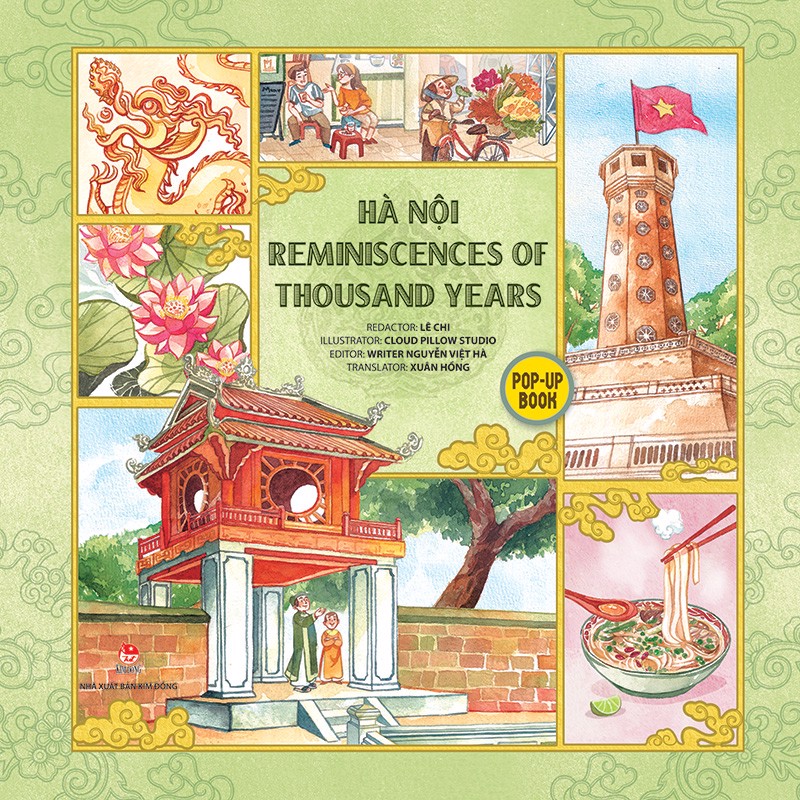 HÀ NỘI
REMINISCENCES OF
THOUSAND YEARS
REDACTOR: LÊ CHI
ILLUSTRATOR: CLOUD PILLOW STUDIO
EDITOR: WRITER NGUYỄN VIỆT HÀ
TRANSLATOR: XUÂN HỒNG
POP-UP
BOOK
NHÀ XUẤT BẢN KIM ĐỒNG